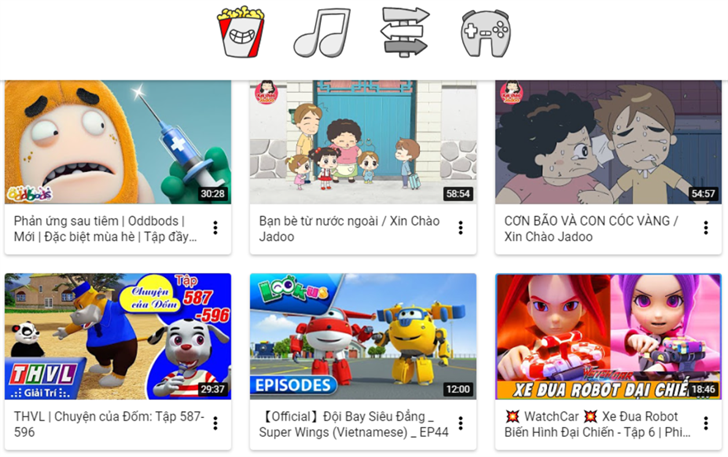 30:28
58:54
54:57
Phản ứng sau tiêm | Oddbods |
Mới | Đặc biệt mùa hè | Tập đầy...
Bạn bè từ nước ngoài / Xin Chào
Jadoo
CƠN BÃO VÀ CON CÓC VÀNG /
Xin Chào Jadoo
Chuyện
của Đốm
Tập
587
-596
THVL
Giải Trí
29:37
LOOK
EPISODES
12:00
XE ĐUA ROBOT ĐẠI CHIẾ
18:46
THVL | Chuyện của Đốm: Tập 587-
596
【Official】Đội Bay Siêu Đẳng _
Super Wings (Vietnamese) _ EP44
💥 WatchCar 💥 Xe Đua Robot
Biến Hình Đại Chiến - Tập 6 | Phi...